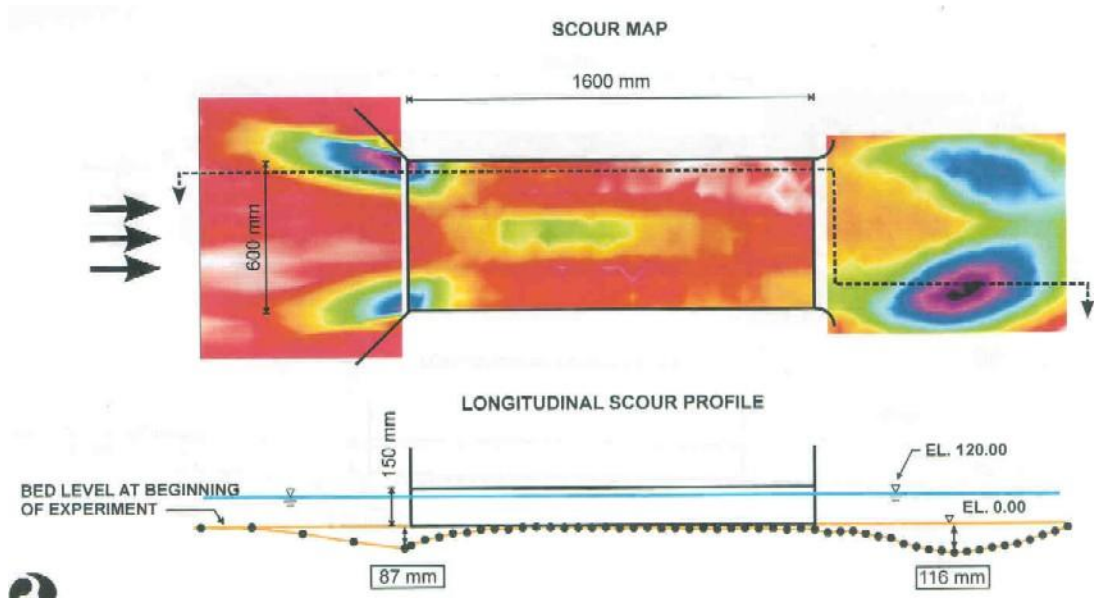 SCOUR MAP
1600 mm
600 mm
LONGITUDINAL SCOUR PROFILE
150 mm
EL. 120.00
BED LEVEL AT BEGINNING
OF EXPERIMENT
EL. 0.00
87 mm
116 mm